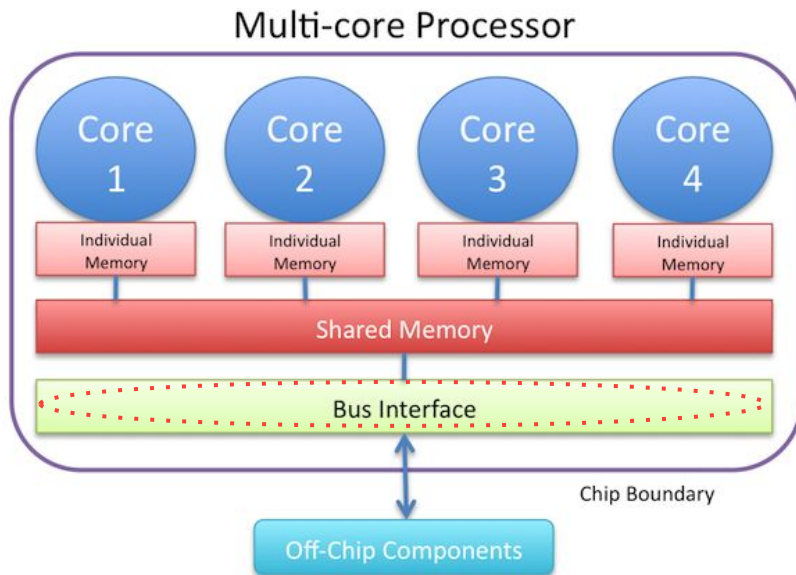 Multi-core Processor
Core
1
Core
2
Core
3
Core
4
Individual
Memory
Individual
Memory
Individual
Memory
Individual
Memory
Shared Memory
Bus Interface
Chip Boundary
Off-Chip Components